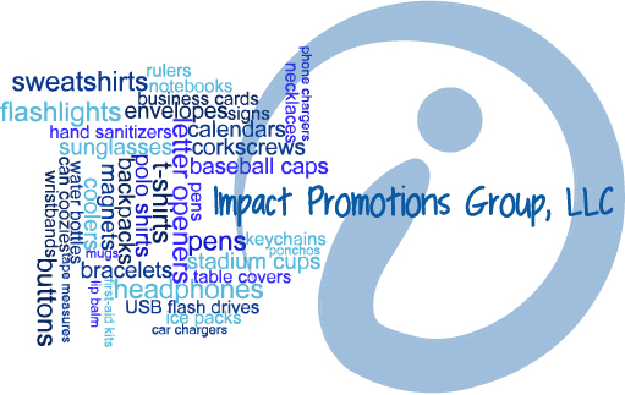 rulers
sweatshirts
notebooks
business cards
flashlights
envelopes
signs
hand sanitizers
calendars
sunglasses
corkscrews
baseball caps
phone chargers
necklaces
letter openers
t-shirts
polo shirts
backpacks
magnets
coolers
water bottles
can coozies
wristbands
pens
Impact Promotions Group, LLC
pens
keychains
ponchos
mugs
stadium cups
bracelets
table covers
headphones
buttons
tape measures
lip balm
first-aid kits
USB flash drives
ice packs
car chargers